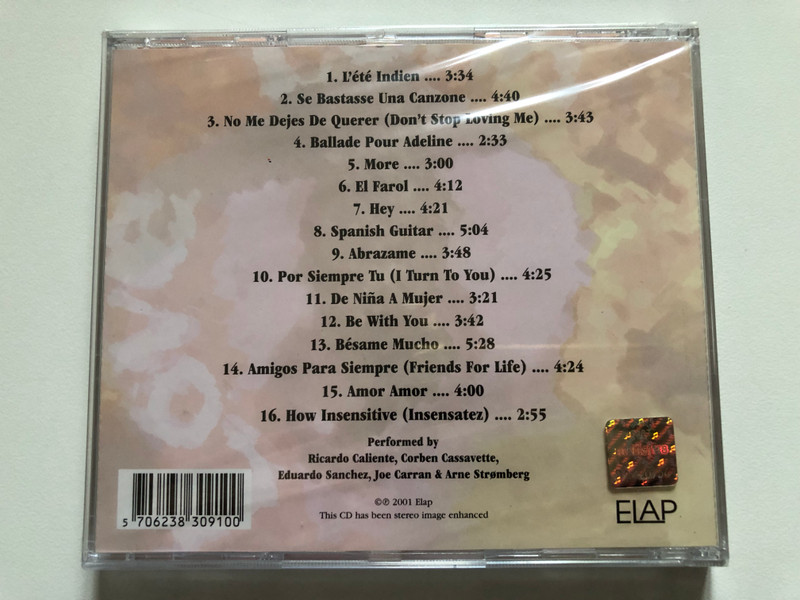 1. L'été Indien .... 3:34
2. Se Bastasse Una Canzone .... 4:40
3. No Me Dejes De Querer (Don't Stop Loving Me) .... 3:43
4. Ballade Pour Adeline .... 2:33
5. More .... 3:00
6. El Farol .... 4:12
7. Hey .... 4:21
8. Spanish Guitar .... 5:04
9. Abrazame .... 3:48
10. Por Siempre Tu (I Turn To You) .... 4:25
11. De Niña A Mujer .... 3:21
12. Be With You .... 3:42
13. Bésame Mucho .... 5:28
14. Amigos Para Siempre (Friends For Life) .... 4:24
15. Amor Amor .... 4:00
16. How Insensitive (Insensatez) .... 2:55
Performed by
Ricardo Caliente, Corben Cassavette,
Eduardo Sanchez, Joe Carran & Arne Strømberg
©℗ 2001 Elap
This CD has been stereo image enhanced
5 706238 309100
ELAP